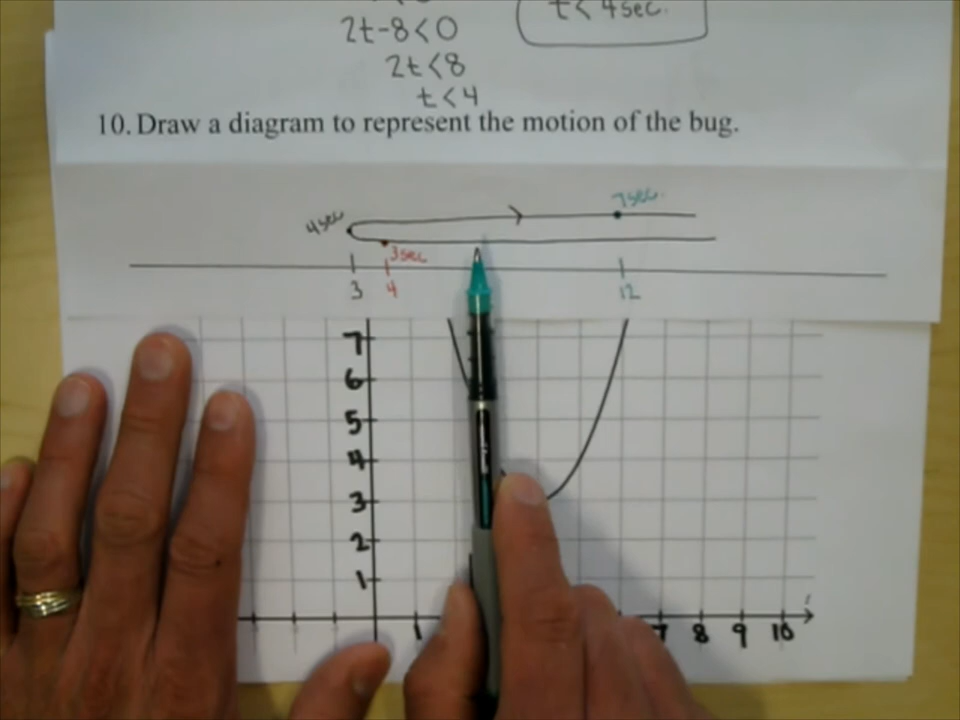 2t-8<0
t<4sec.
2t<8
t<4
10. Draw a diagram to represent the motion of the bug.
7sec.
4sec
3sec
3 4 12
7
6
5
4
3
2
1
1 7 8 9 10